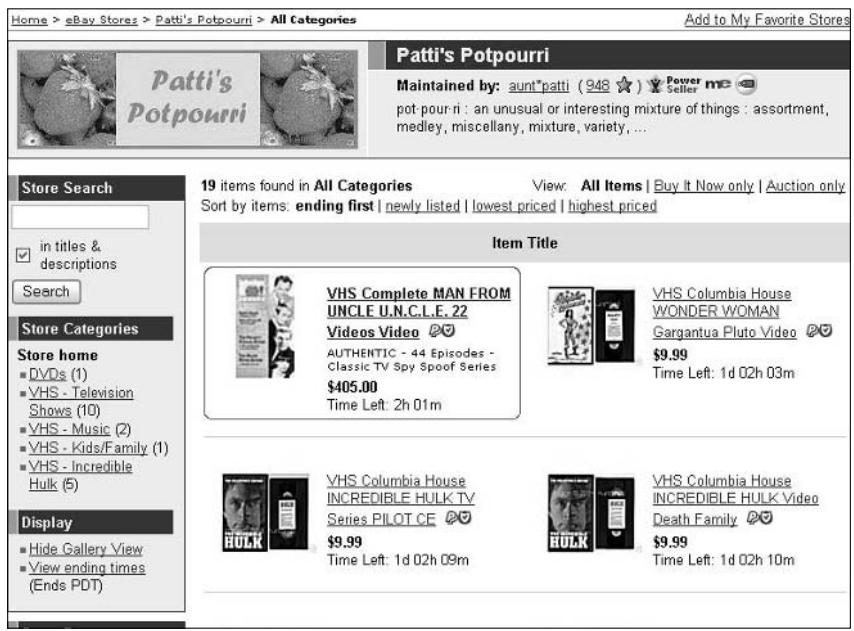 Home > eBay Stores > Patti's Potpourri > All Categories
Add to My Favorite Stores
Patti's
Potpourri
Patti's Potpourri
Maintained by: aunt*patti ( 948 ) Power Seller me
pot·pour·ri : an unusual or interesting mixture of things : assortment,
medley, miscellany, mixture, variety, ...
Store Search
in titles &
descriptions
Search
Store Categories
Store home
DVDs (1)
VHS - Television
Shows (10)
VHS - Music (2)
VHS - Kids/Family (1)
VHS - Incredible
Hulk (5)
Display
Hide Gallery View
View ending times
(Ends PDT)
19 items found in All Categories
View: All Items | Buy It Now only | Auction only
Sort by items: ending first | newly listed | lowest priced | highest priced
Item Title
VHS Complete MAN FROM
UNCLE U.N.C.L.E. 22
Videos Video
AUTHENTIC - 44 Episodes -
Classic TV Spy Spoof Series
$405.00
Time Left: 2h 01m
VHS Columbia House
WONDER WOMAN
Gargantua Pluto Video
$9.99
Time Left: 1d 02h 03m
HULK
VHS Columbia House
INCREDIBLE HULK TV
Series PILOT CE
$9.99
Time Left: 1d 02h 09m
HULK
VHS Columbia House
INCREDIBLE HULK Video
Death Family
$9.99
Time Left: 1d 02h 10m